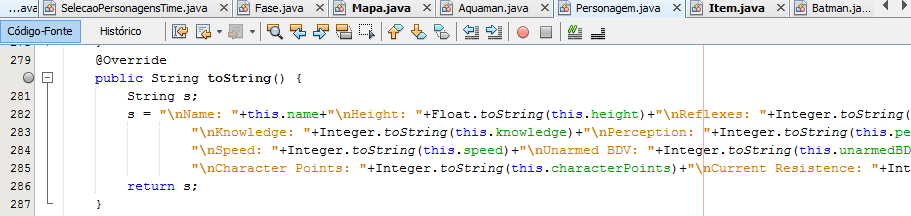 ...ava SelecaoPersonagensTime.java Fase.java Mapa.java Aquaman.java Personagem.java Item.java Batman.ja...
Código-Fonte Histórico
279 @Override
public String toString() {
281 String s;
282 s = "\nName: "+this.name+"\nHeight: "+Float.toString(this.height)+"\nReflexes: "+Integer.toString(
283 "\nKnowledge: "+Integer.toString(this.knowledge)+"\nPerception: "+Integer.toString(this.pe
284 "\nSpeed: "+Integer.toString(this.speed)+"\nUnarmed BDV: "+Integer.toString(this.unarmedBD
285 "\nCharacter Points: "+Integer.toString(this.characterPoints)+"\nCurrent Resistence: "+Int
286 return s;
287 }